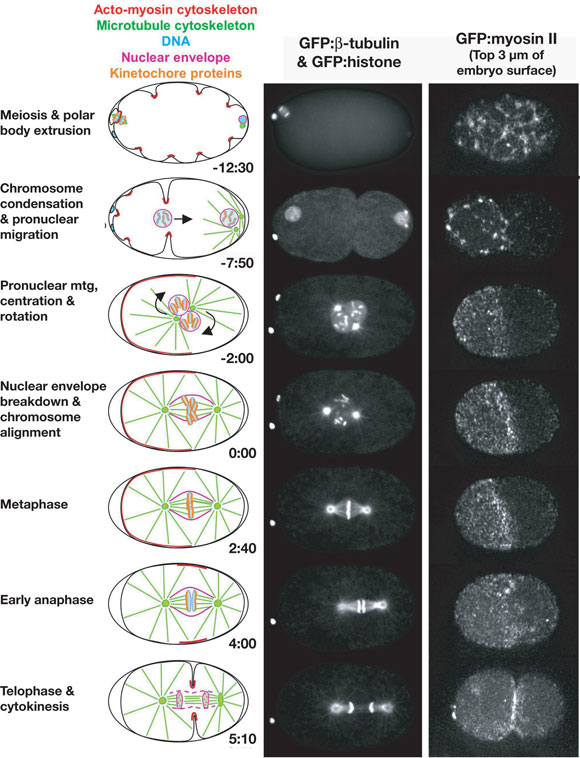 Acto-myosin cytoskeleton
Microtubule cytoskeleton
DNA
Nuclear envelope
Kinetochore proteins
GFP:β-tubulin
& GFP:histone
GFP:myosin II
(Top 3 µm of
embryo surface)
Meiosis & polar
body extrusion
-12:30
Chromosome
condensation
& pronuclear
migration
-7:50
Pronuclear mtg,
centration &
rotation
-2:00
Nuclear envelope
breakdown &
chromosome
alignment
0:00
Metaphase
2:40
Early anaphase
4:00
Telophase &
cytokinesis
5:10